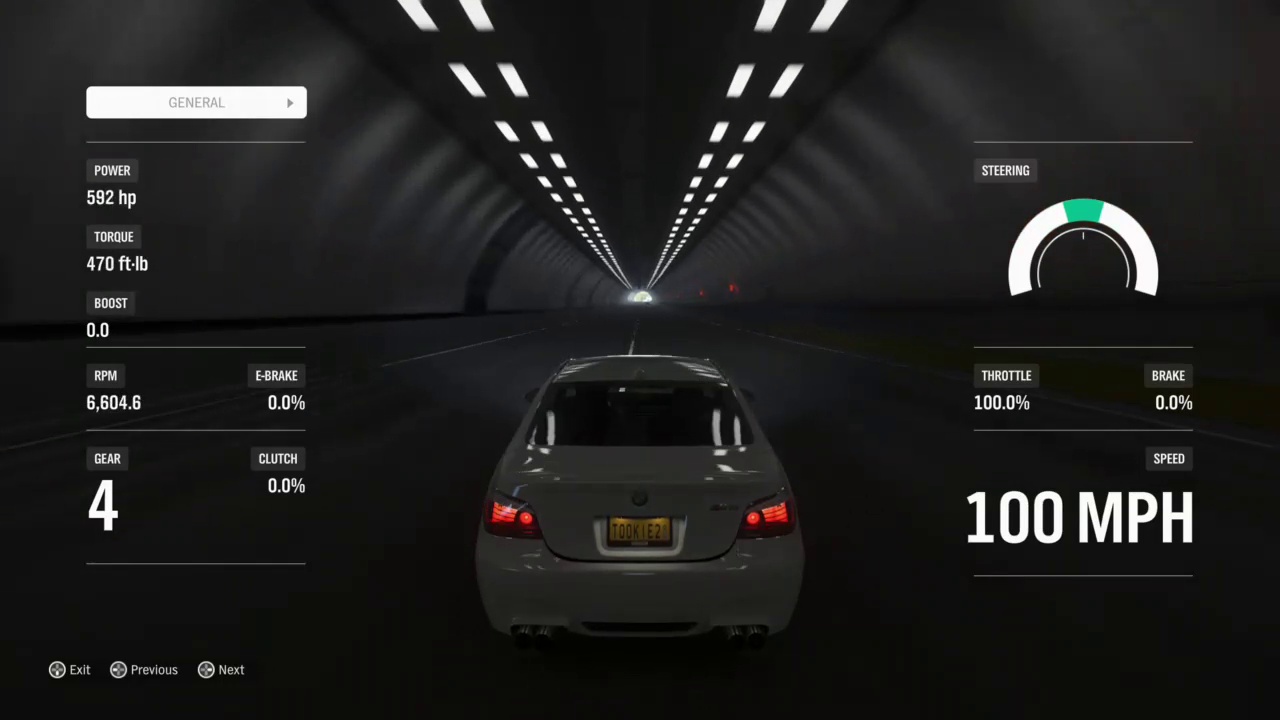 GENERAL
POWER
592 hp
TORQUE
470 ft·lb
BOOST
0.0
RPM
E-BRAKE
6,604.6
0.0%
GEAR
CLUTCH
4
0.0%
STEERING
THROTTLE
BRAKE
100.0%
0.0%
SPEED
100 MPH
Exit
Previous
Next